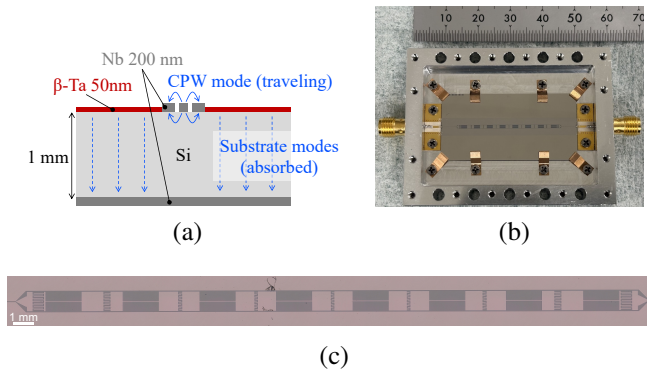 Nb 200 nm
β-Ta 50nm
CPW mode (traveling)
1 mm
Si
Substrate modes
(absorbed)
(a)
10 20 30 40 50 60 70
(b)
1 mm
(c)